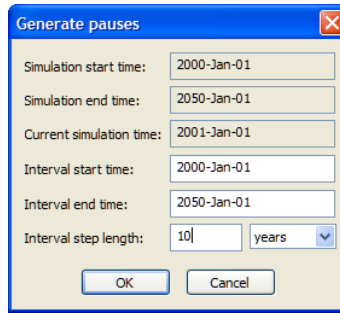 Generate pauses
Simulation start time: 2000-Jan-01
Simulation end time: 2050-Jan-01
Current simulation time: 2001-Jan-01
Interval start time: 2000-Jan-01
Interval end time: 2050-Jan-01
Interval step length: 10 years
OK Cancel